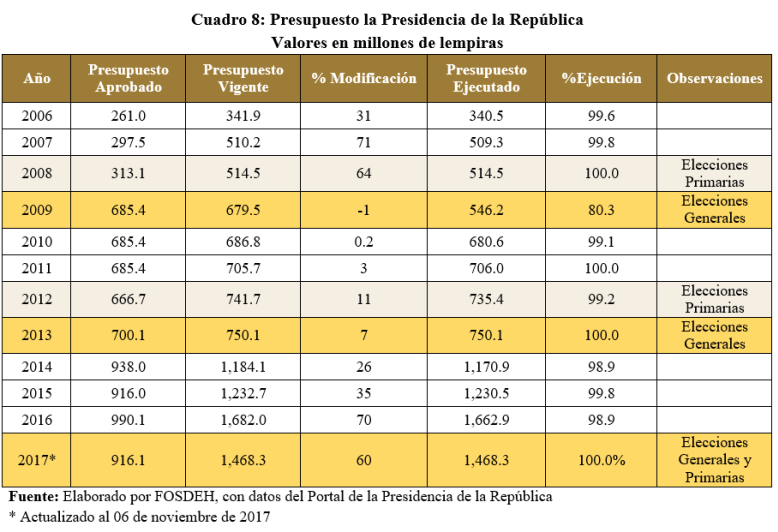 Cuadro 8: Presupuesto la Presidencia de la República
Valores en millones de lempiras
Año Presupuesto Aprobado Presupuesto Vigente % Modificación Presupuesto Ejecutado %Ejecución Observaciones
2006 261.0 341.9 31 340.5 99.6
2007 297.5 510.2 71 509.3 99.8
2008 313.1 514.5 64 514.5 100.0 Elecciones Primarias
2009 685.4 679.5 -1 546.2 80.3 Elecciones Generales
2010 685.4 686.8 0.2 680.6 99.1
2011 685.4 705.7 3 706.0 100.0
2012 666.7 741.7 11 735.4 99.2 Elecciones Primarias
2013 700.1 750.1 7 750.1 100.0 Elecciones Generales
2014 938.0 1,184.1 26 1,170.9 98.9
2015 916.0 1,232.7 35 1,230.5 99.8
2016 990.1 1,682.0 70 1,662.9 98.9
2017* 916.1 1,468.3 60 1,468.3 100.0% Elecciones Generales y Primarias
Fuente: Elaborado por FOSDEH, con datos del Portal de la Presidencia de la República
* Actualizado al 06 de noviembre de 2017